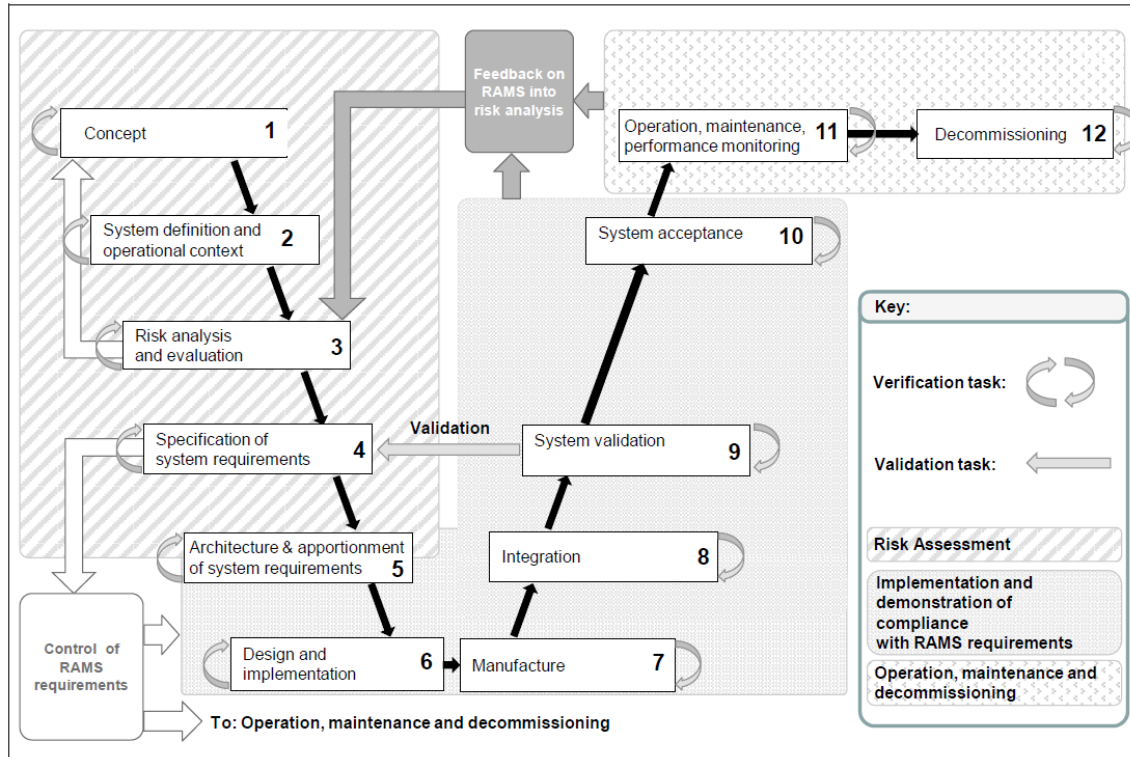 Feedback on
RAMS into
risk analysis
Concept 1
System definition and
operational context 2
Risk analysis
and evaluation 3
Specification of
system requirements 4
Architecture & apportionment
of system requirements 5
Design and
implementation 6
Manufacture 7
Integration 8
System validation 9
Validation
System acceptance 10
Operation, maintenance,
performance monitoring 11
Decommissioning 12
Control of
RAMS
requirements
To: Operation, maintenance and decommissioning
Key:
Verification task:
Validation task:
Risk Assessment
Implementation and
demonstration of
compliance
with RAMS requirements
Operation, maintenance and
decommissioning